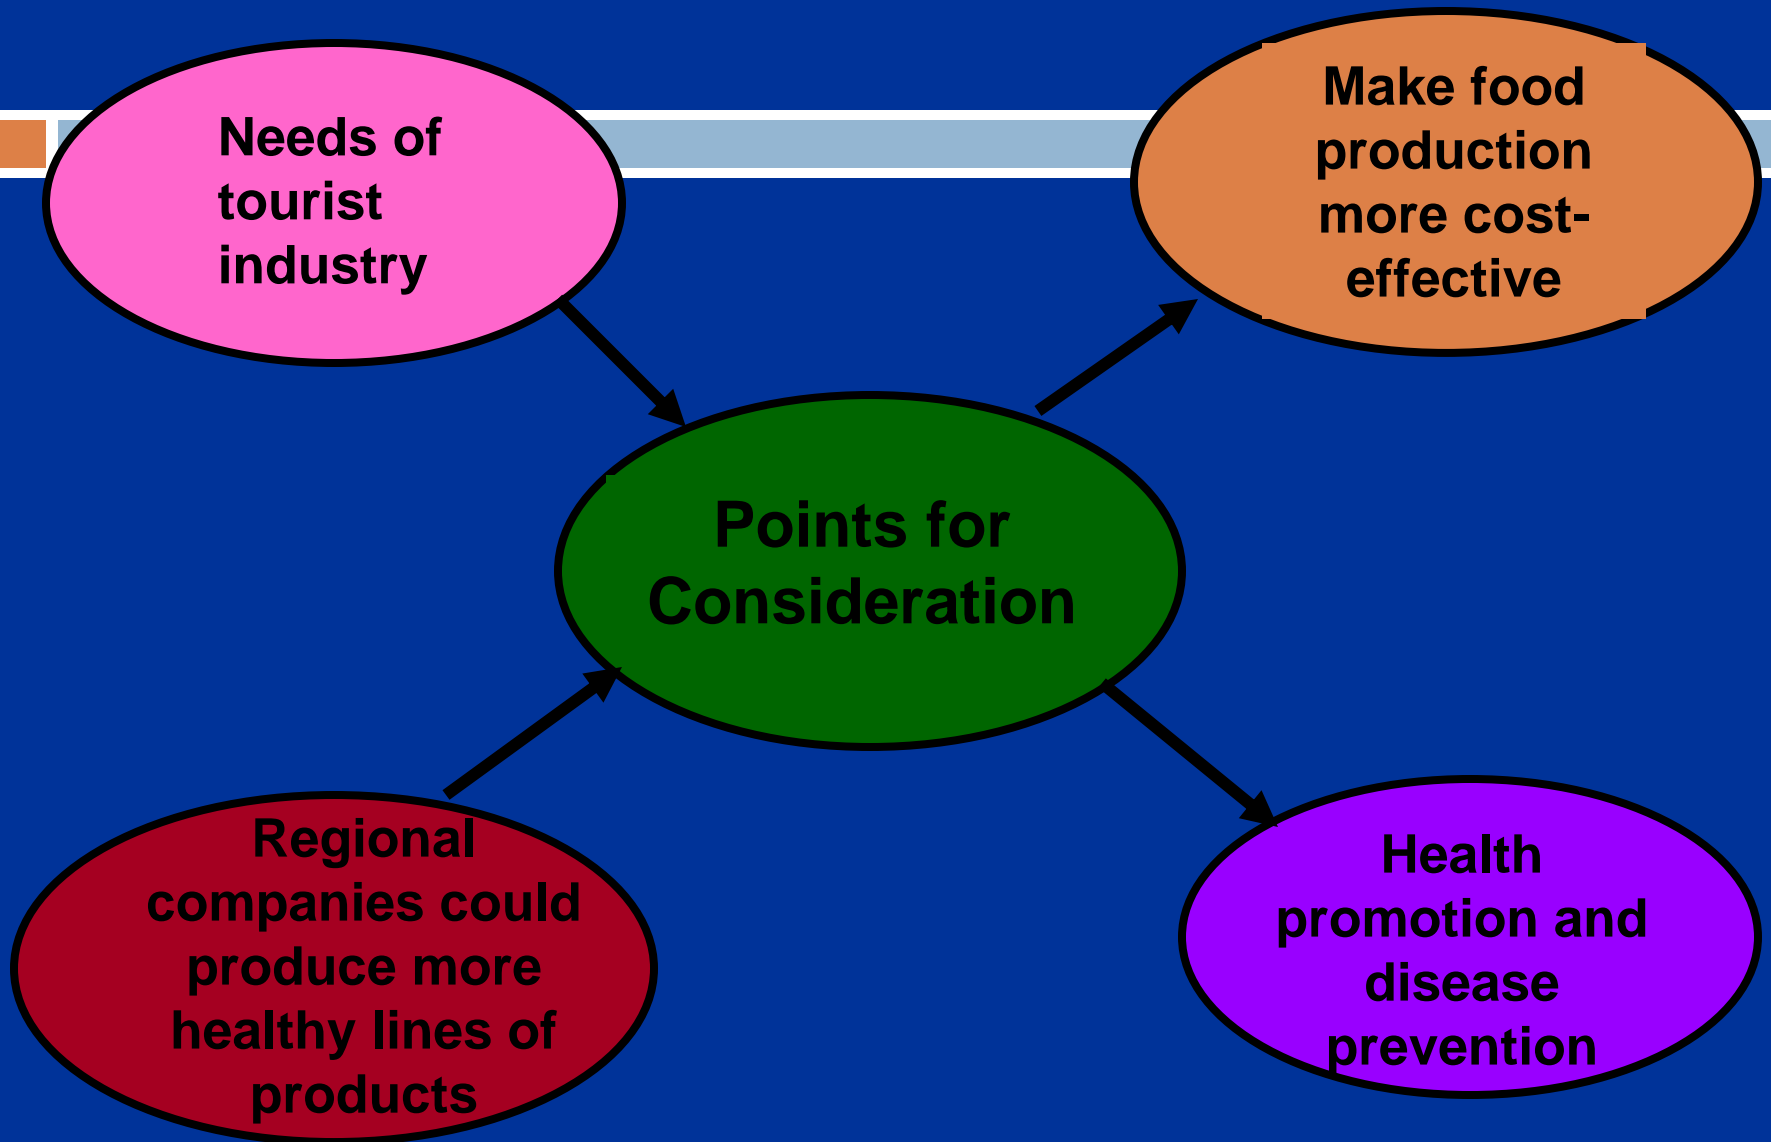 Needs of
tourist
industry
Make food
production
more cost-
effective
Points for
Consideration
Regional
companies could
produce more
healthy lines of
products
Health
promotion and
disease
prevention